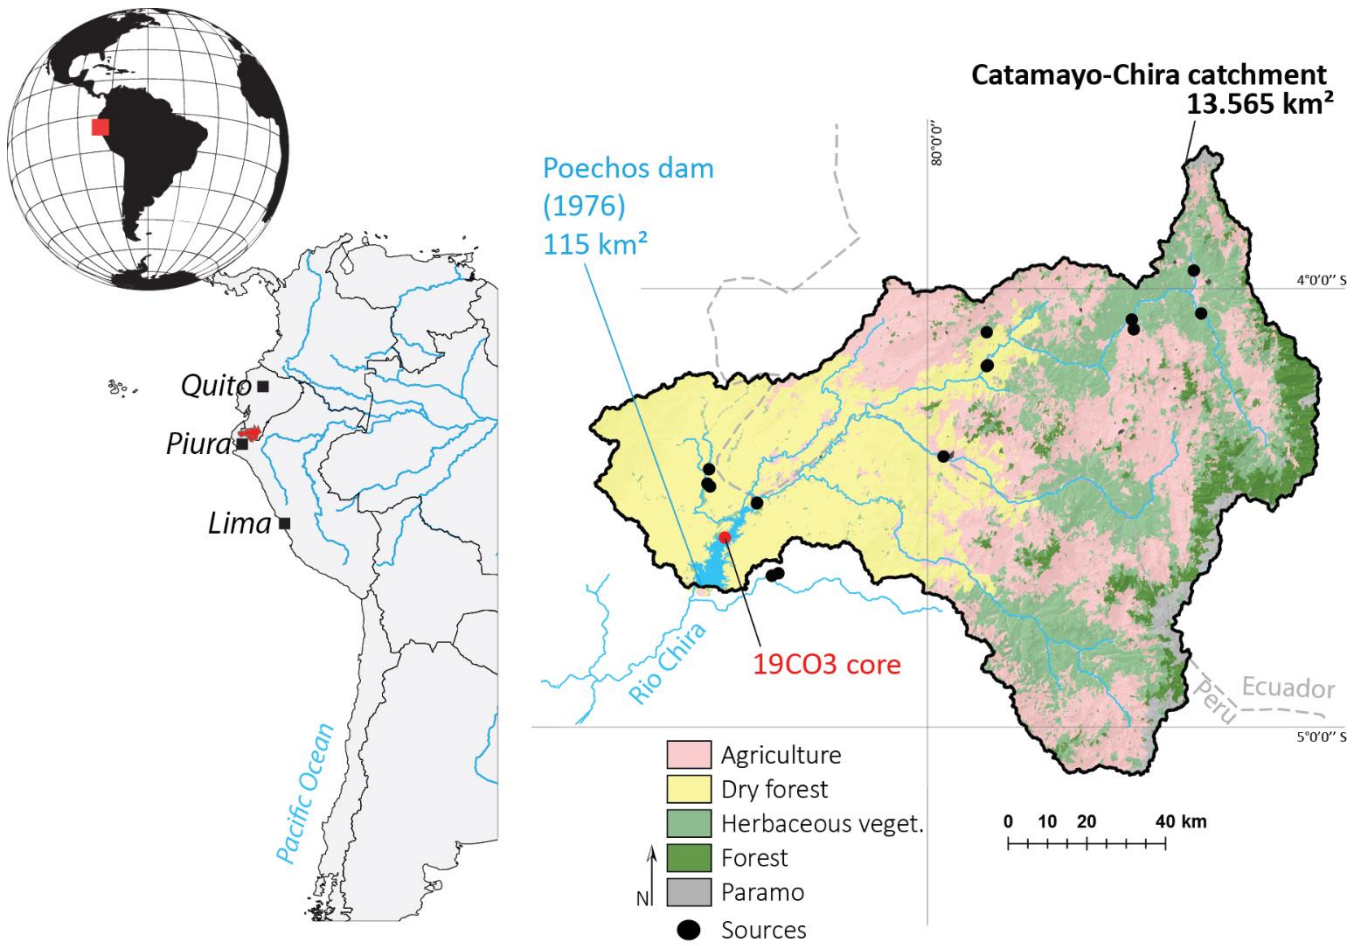 Catamayo-Chira catchment
13.565 km²
80°0'0'' 
Poechos dam
(1976)
115 km²
4°0'0'' S
Quito
Piura
Lima
Pacific Ocean
Rio Chira
19CO3 core
Ecuador
Peru
5°0'0'' S
Agriculture
Dry forest
Herbaceous veget.
Forest
Paramo
Sources
N
0 10 20 40 km